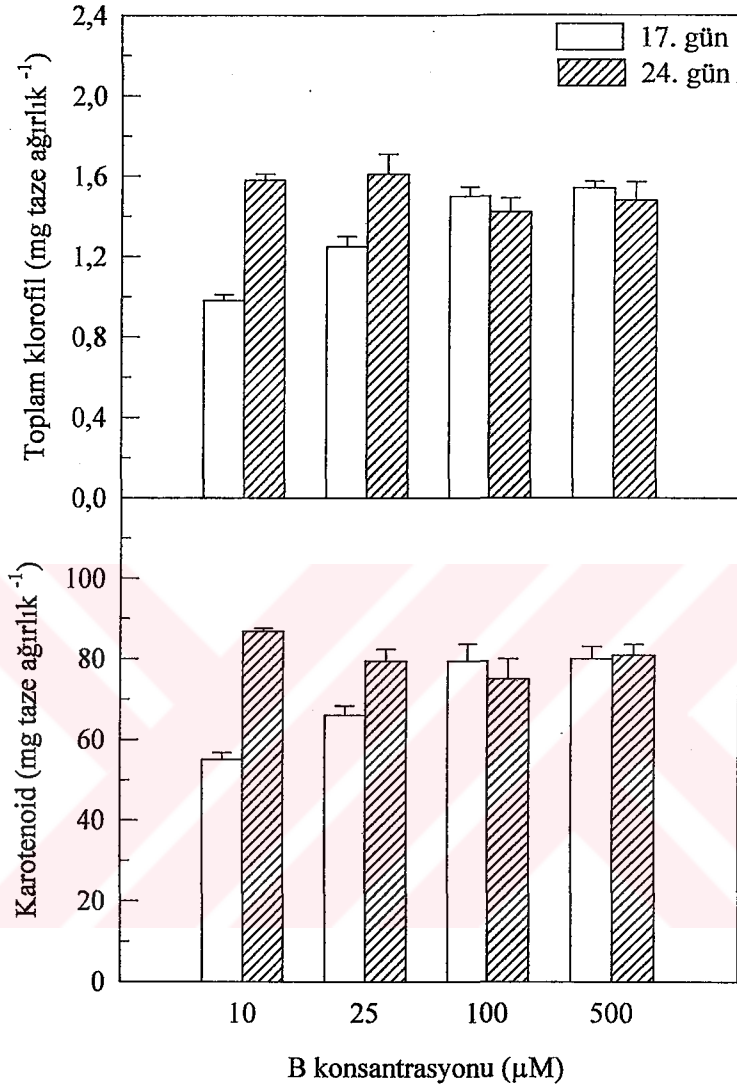 2,4
2,0
1,6
1,2
0,8
0,4
0,0
Toplam klorofil (mg taze ağırlık ⁻¹)
17. gün
24. gün
100
80
60
40
20
0
Karotenoid (mg taze ağırlık ⁻¹)
10 25 100 500
B konsantrasyonu (µM)